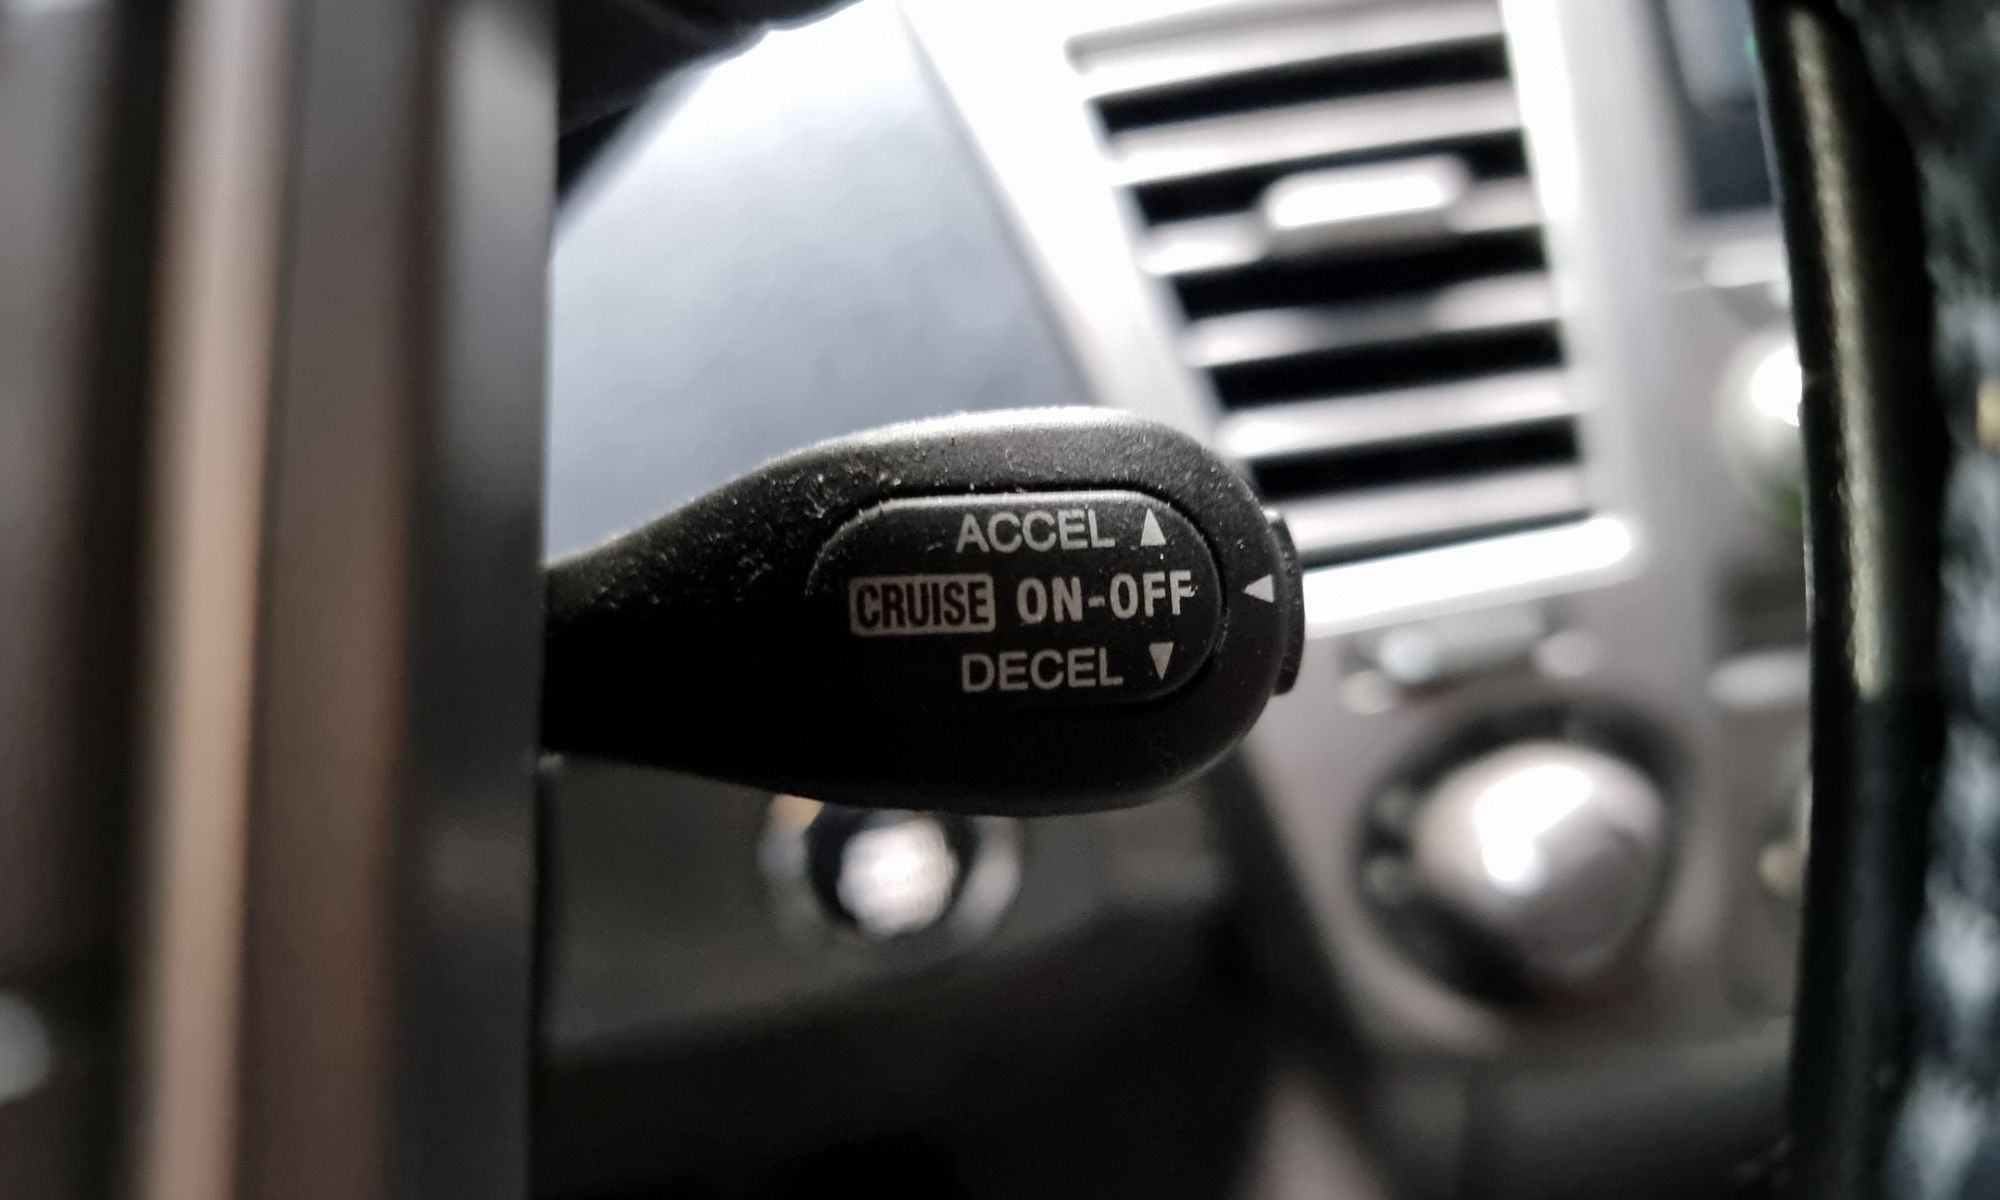 ACCEL ▲
CRUISE ON-OFF ◀
DECEL ▼